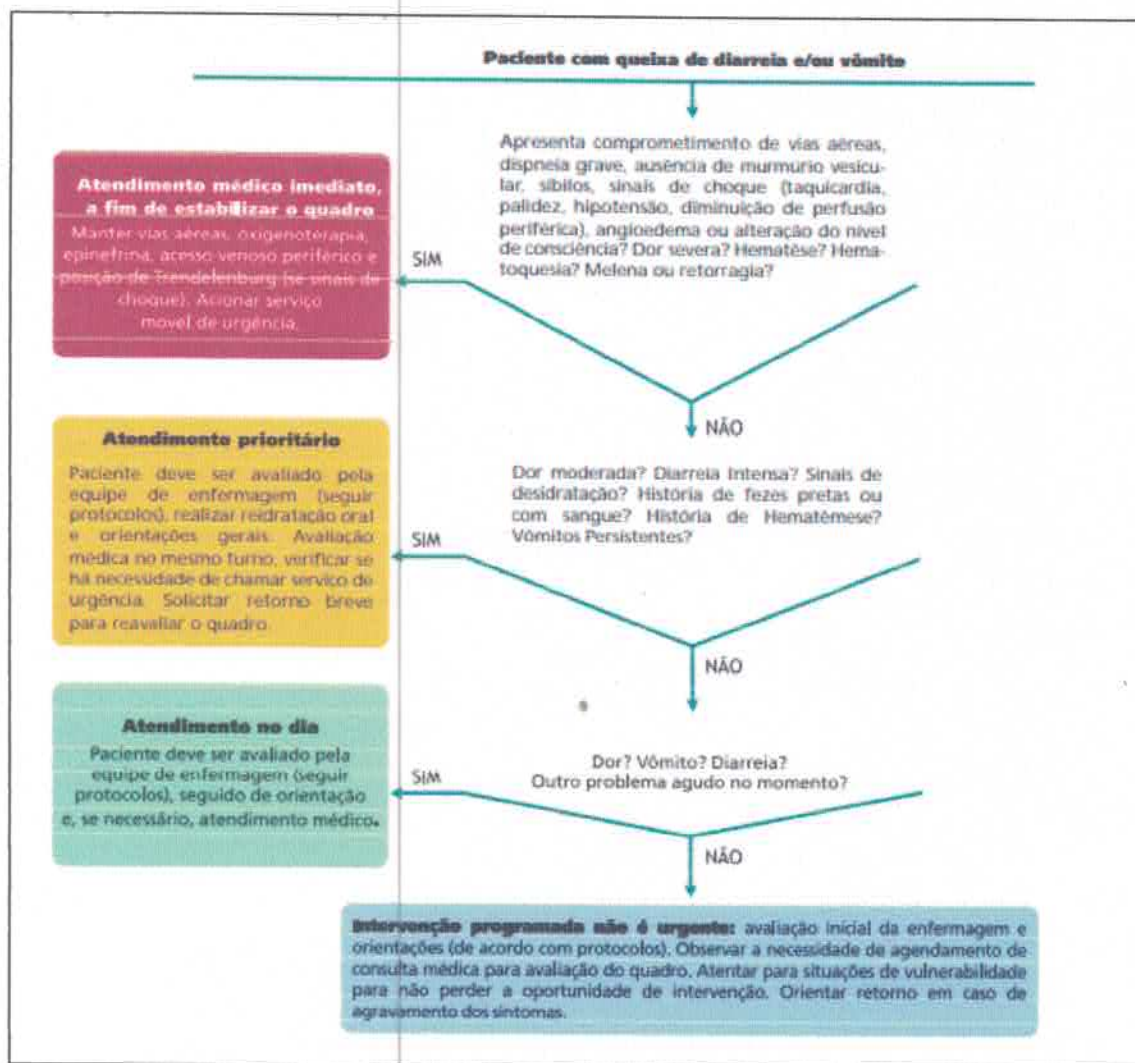 Paciente com queixa de diarreia e/ou vômito
Apresenta comprometimento de vias aéreas,
dispneia grave, ausência de murmúrio vesicu-
lar, sibilos, sinais de choque (taquicardia,
palidez, hipotensão, diminuição de perfusão
periférica), angioedema ou alteração do nível
de consciência? Dor severa? Hematêse? Hema-
toquesia? Melena ou retorragia?
Atendimento médico imediato,
a fim de estabilizar o quadro
Manter vias aéreas, oxigenoterapia,
epinefrina, acesso venoso periférico e
posição de Trendelenburg (se sinais de
choque). Acionar serviço
movel de urgência.
SIM
NÃO
Atendimento prioritário
Paciente deve ser avaliado pela
equipe de enfermagem (seguir
protocolos), realizar reidratação oral
e orientações gerais. Avaliação
médica no mesmo turno, verificar se
há necessidade de chamar serviço de
urgência. Solicitar retorno breve
para reavaliar o quadro.
SIM
Dor moderada? Diarreia Intensa? Sinais de
desidratação? História de fezes pretas ou
com sangue? História de Hematêmese?
Vômitos Persistentes?
NÃO
Atendimento no dia
Paciente deve ser avaliado pela
equipe de enfermagem (seguir
protocolos), seguido de orientação
e, se necessário, atendimento médico.
SIM
Dor? Vômito? Diarreia?
Outro problema agudo no momento?
NÃO
Intervenção programada não é urgente: avaliação inicial da enfermagem e
orientações (de acordo com protocolos). Observar a necessidade de agendamento de
consulta médica para avaliação do quadro. Atentar para situações de vulnerabilidade
para não perder a oportunidade de intervenção. Orientar retorno em caso de
agravamento dos sintomas.